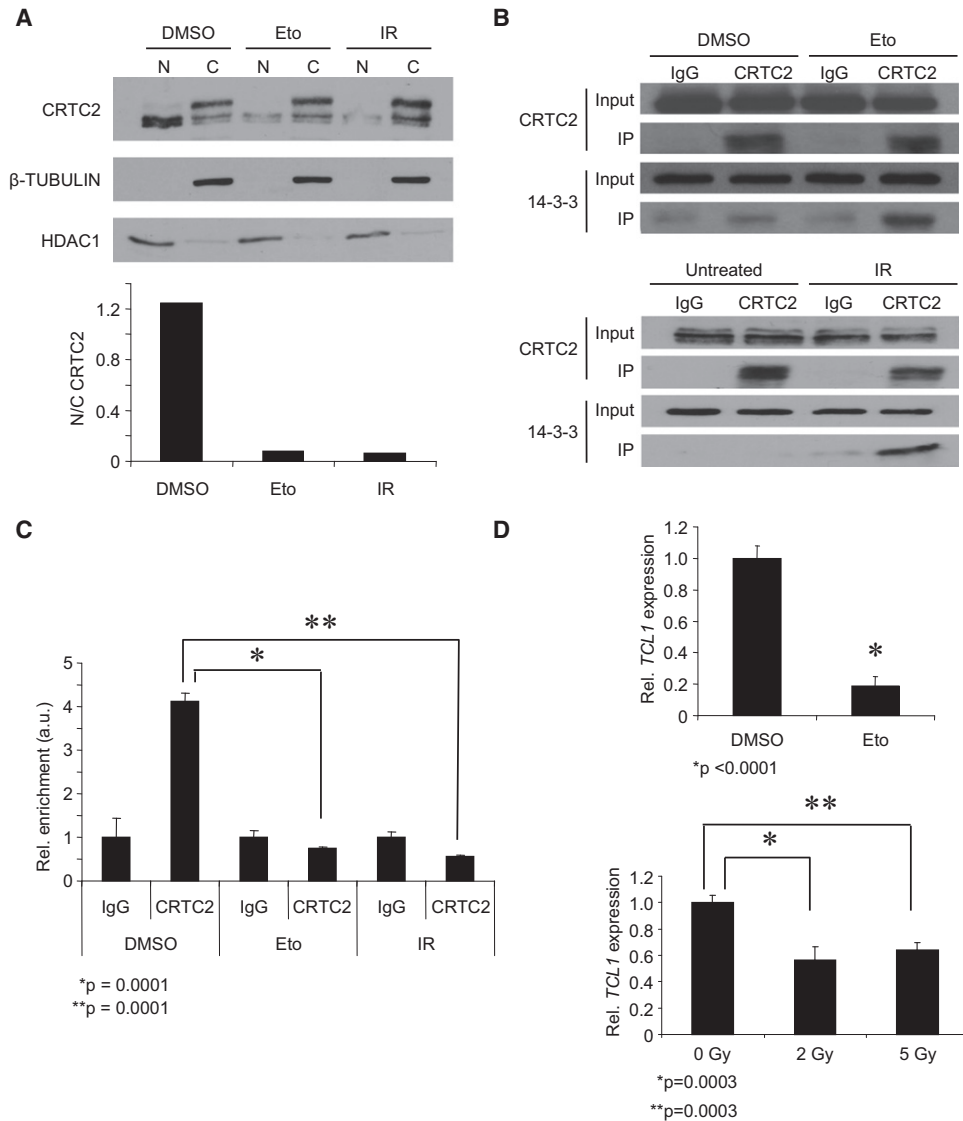 A
DMSO Eto IR
N C N C N C
CRTC2
β-TUBULIN
HDAC1
N/C CRTC2
1.2
0.8
0.4
0
DMSO Eto IR
B
DMSO Eto
IgG CRTC2 IgG CRTC2
CRTC2
Input
IP
14-3-3
Input
IP
Untreated IR
IgG CRTC2 IgG CRTC2
CRTC2
Input
IP
14-3-3
Input
IP
C
Rel. enrichment (a.u.)
5
4
3
2
1
0
**
*
IgG CRTC2 IgG CRTC2 IgG CRTC2
DMSO Eto IR
*p = 0.0001
**p = 0.0001
D
Rel. TCL1 expression
1.2
1.0
0.8
0.6
0.4
0.2
0
*
DMSO Eto
*p <0.0001
Rel. TCL1 expression
1.2
1.0
0.8
0.6
0.4
0.2
0
**
*
0 Gy 2 Gy 5 Gy
*p=0.0003
**p=0.0003